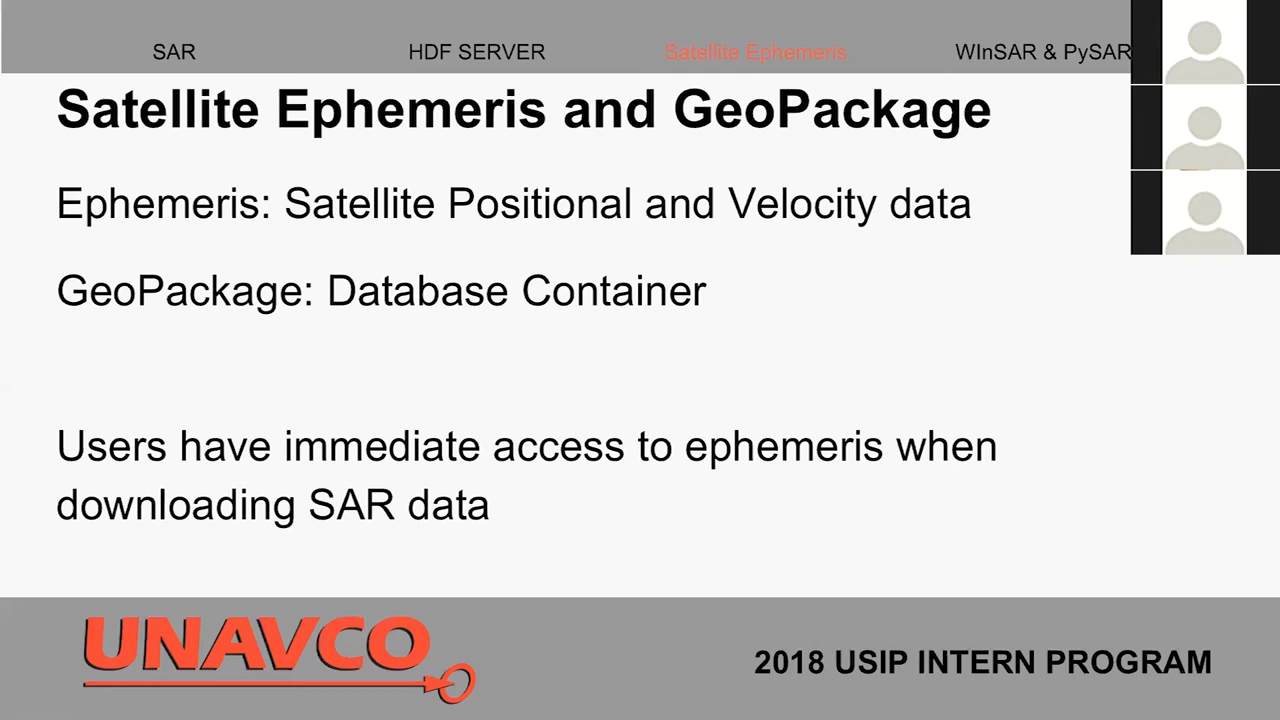 SAR
HDF SERVER
Satellite Ephemeris
WInSAR & PySAR
Satellite Ephemeris and GeoPackage
Ephemeris: Satellite Positional and Velocity data
GeoPackage: Database Container
Users have immediate access to ephemeris when
downloading SAR data
UNAVCO
2018 USIP INTERN PROGRAM